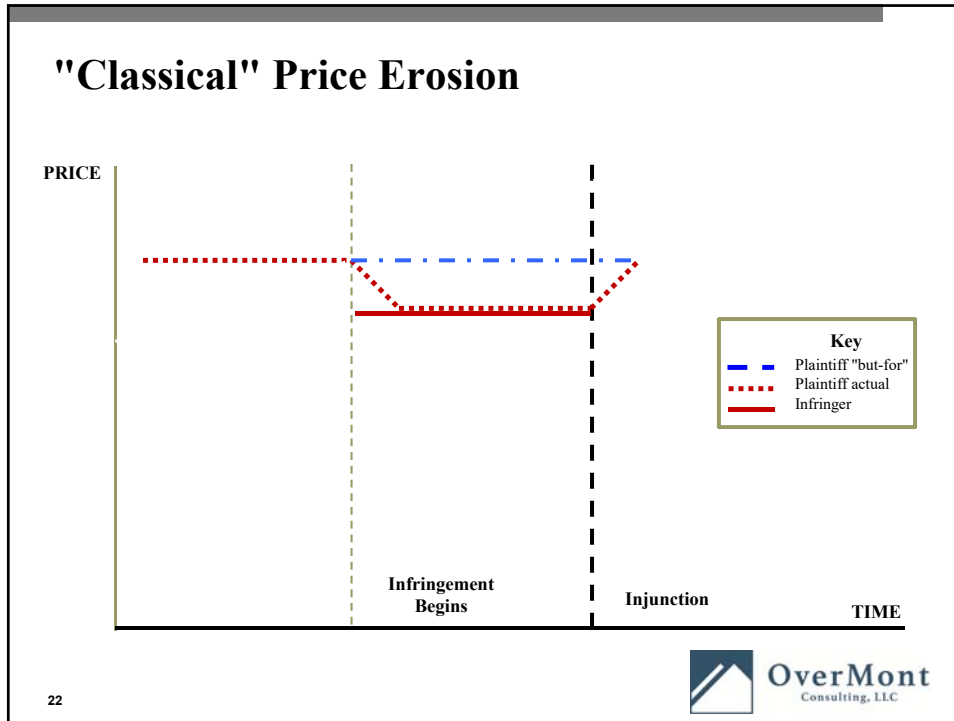 "Classical" Price Erosion
PRICE
Key
Plaintiff "but-for"
Plaintiff actual
Infringer
Infringement
Begins
Injunction
TIME
22
OverMont
Consulting, LLC